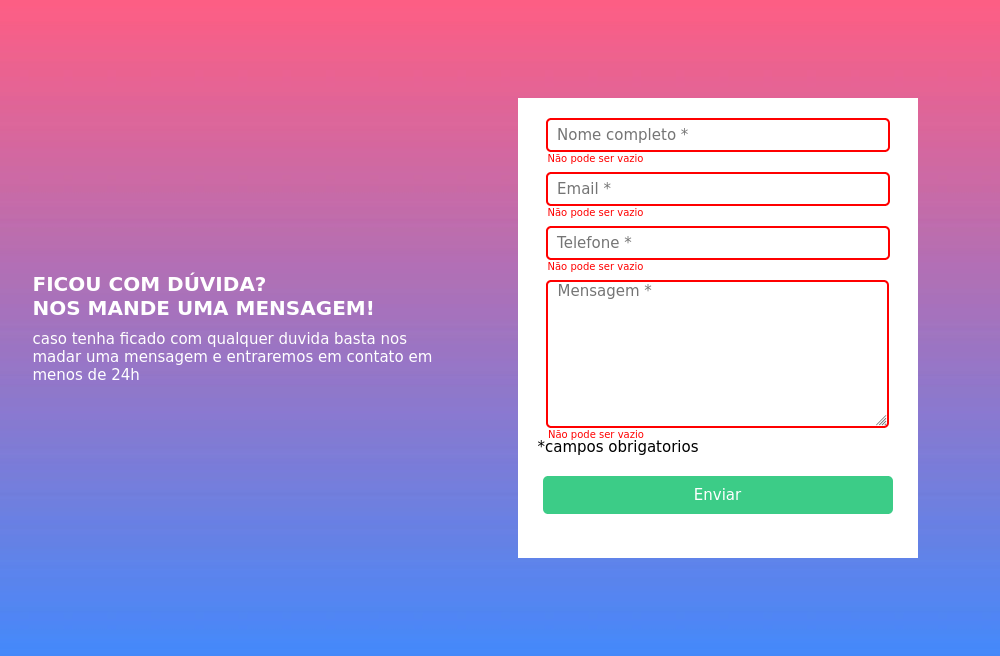 FICOU COM DÚVIDA?
NOS MANDE UMA MENSAGEM!
caso tenha ficado com qualquer duvida basta nos
madar uma mensagem e entraremos em contato em
menos de 24h
Nome completo *
Não pode ser vazio
Email *
Não pode ser vazio
Telefone *
Não pode ser vazio
Mensagem *
Não pode ser vazio
*campos obrigatorios
Enviar